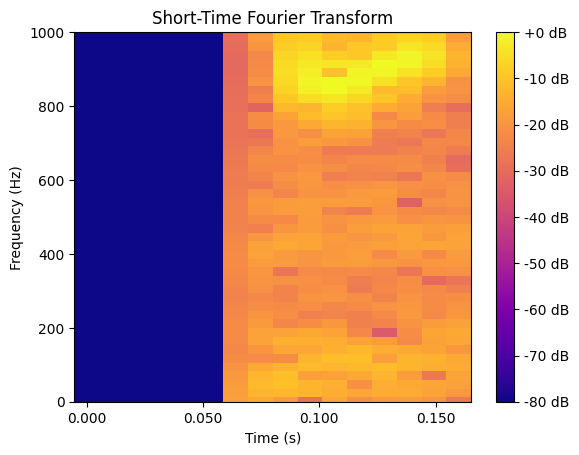 Short-Time Fourier Transform
1000
800
600
400
200
0
Frequency (Hz)
0.000
0.050
0.100
0.150
Time (s)
+0 dB
-10 dB
-20 dB
-30 dB
-40 dB
-50 dB
-60 dB
-70 dB
-80 dB